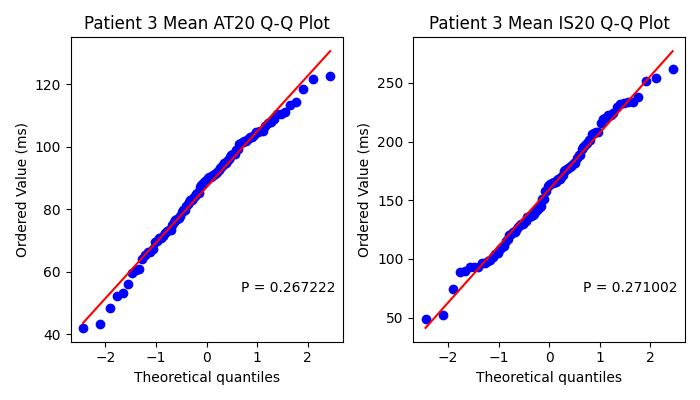 Patient 3 Mean AT20 Q-Q Plot
Ordered Value (ms)
120
100
80
60
40
P = 0.267222
−2 −1 0 1 2
Theoretical quantiles
Patient 3 Mean IS20 Q-Q Plot
Ordered Value (ms)
250
200
150
100
50
P = 0.271002
−2 −1 0 1 2
Theoretical quantiles